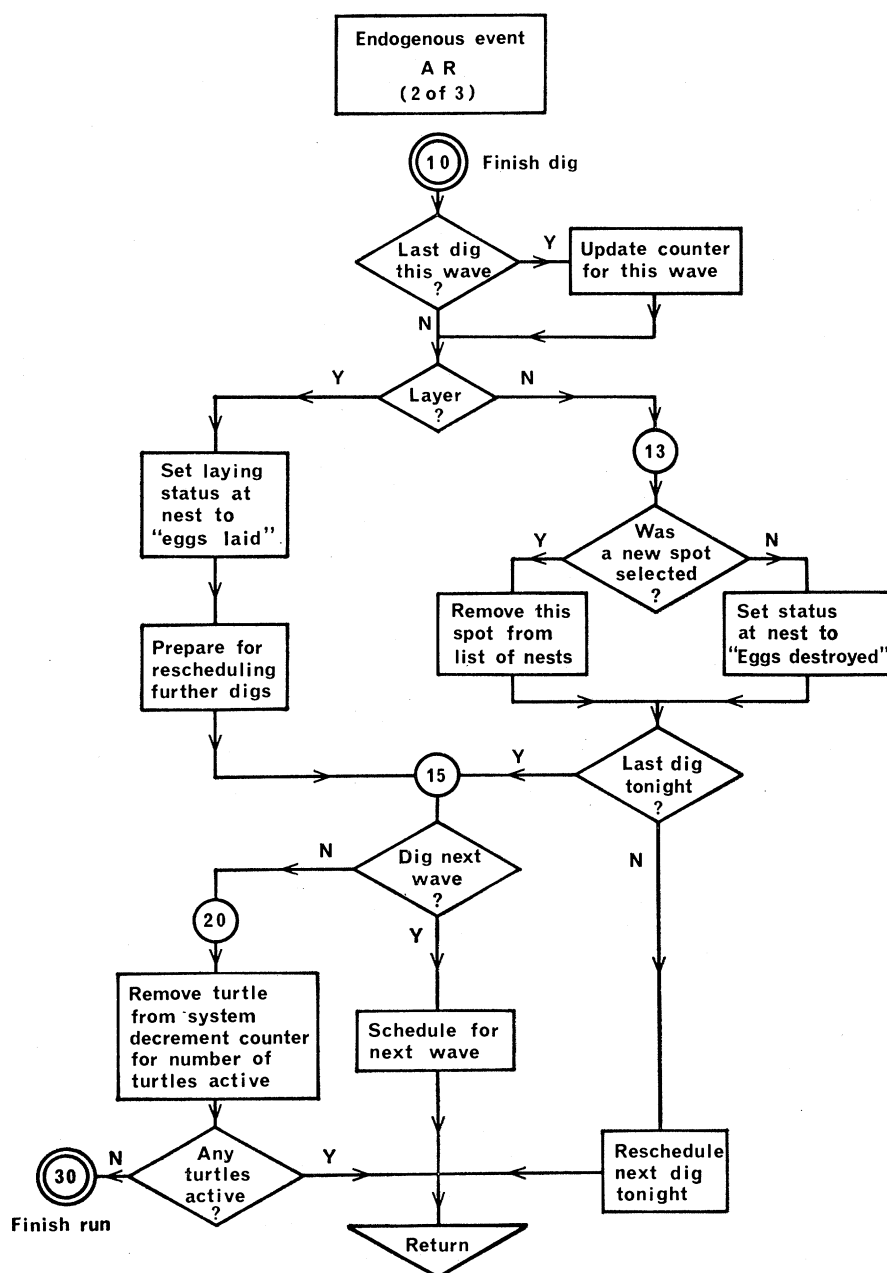 Endogenous event
A R
(2 of 3)
10
Finish dig
Last dig
this wave
?
Y
Update counter
for this wave
N
Y
Layer
?
N
Set laying
status at
nest to
“eggs laid”
13
Y
Was
a new spot
selected
?
N
Remove this
spot from
list of nests
Set status
at nest to
“Eggs destroyed”
Prepare for
rescheduling
further digs
15
Y
Last dig
tonight
?
N
N
Dig next
wave
?
Y
20
Remove turtle
from system
decrement counter
for number of
turtles active
Schedule for
next wave
Reschedule
next dig
tonight
30
N
Any
turtles
active
?
Y
Finish run
Return